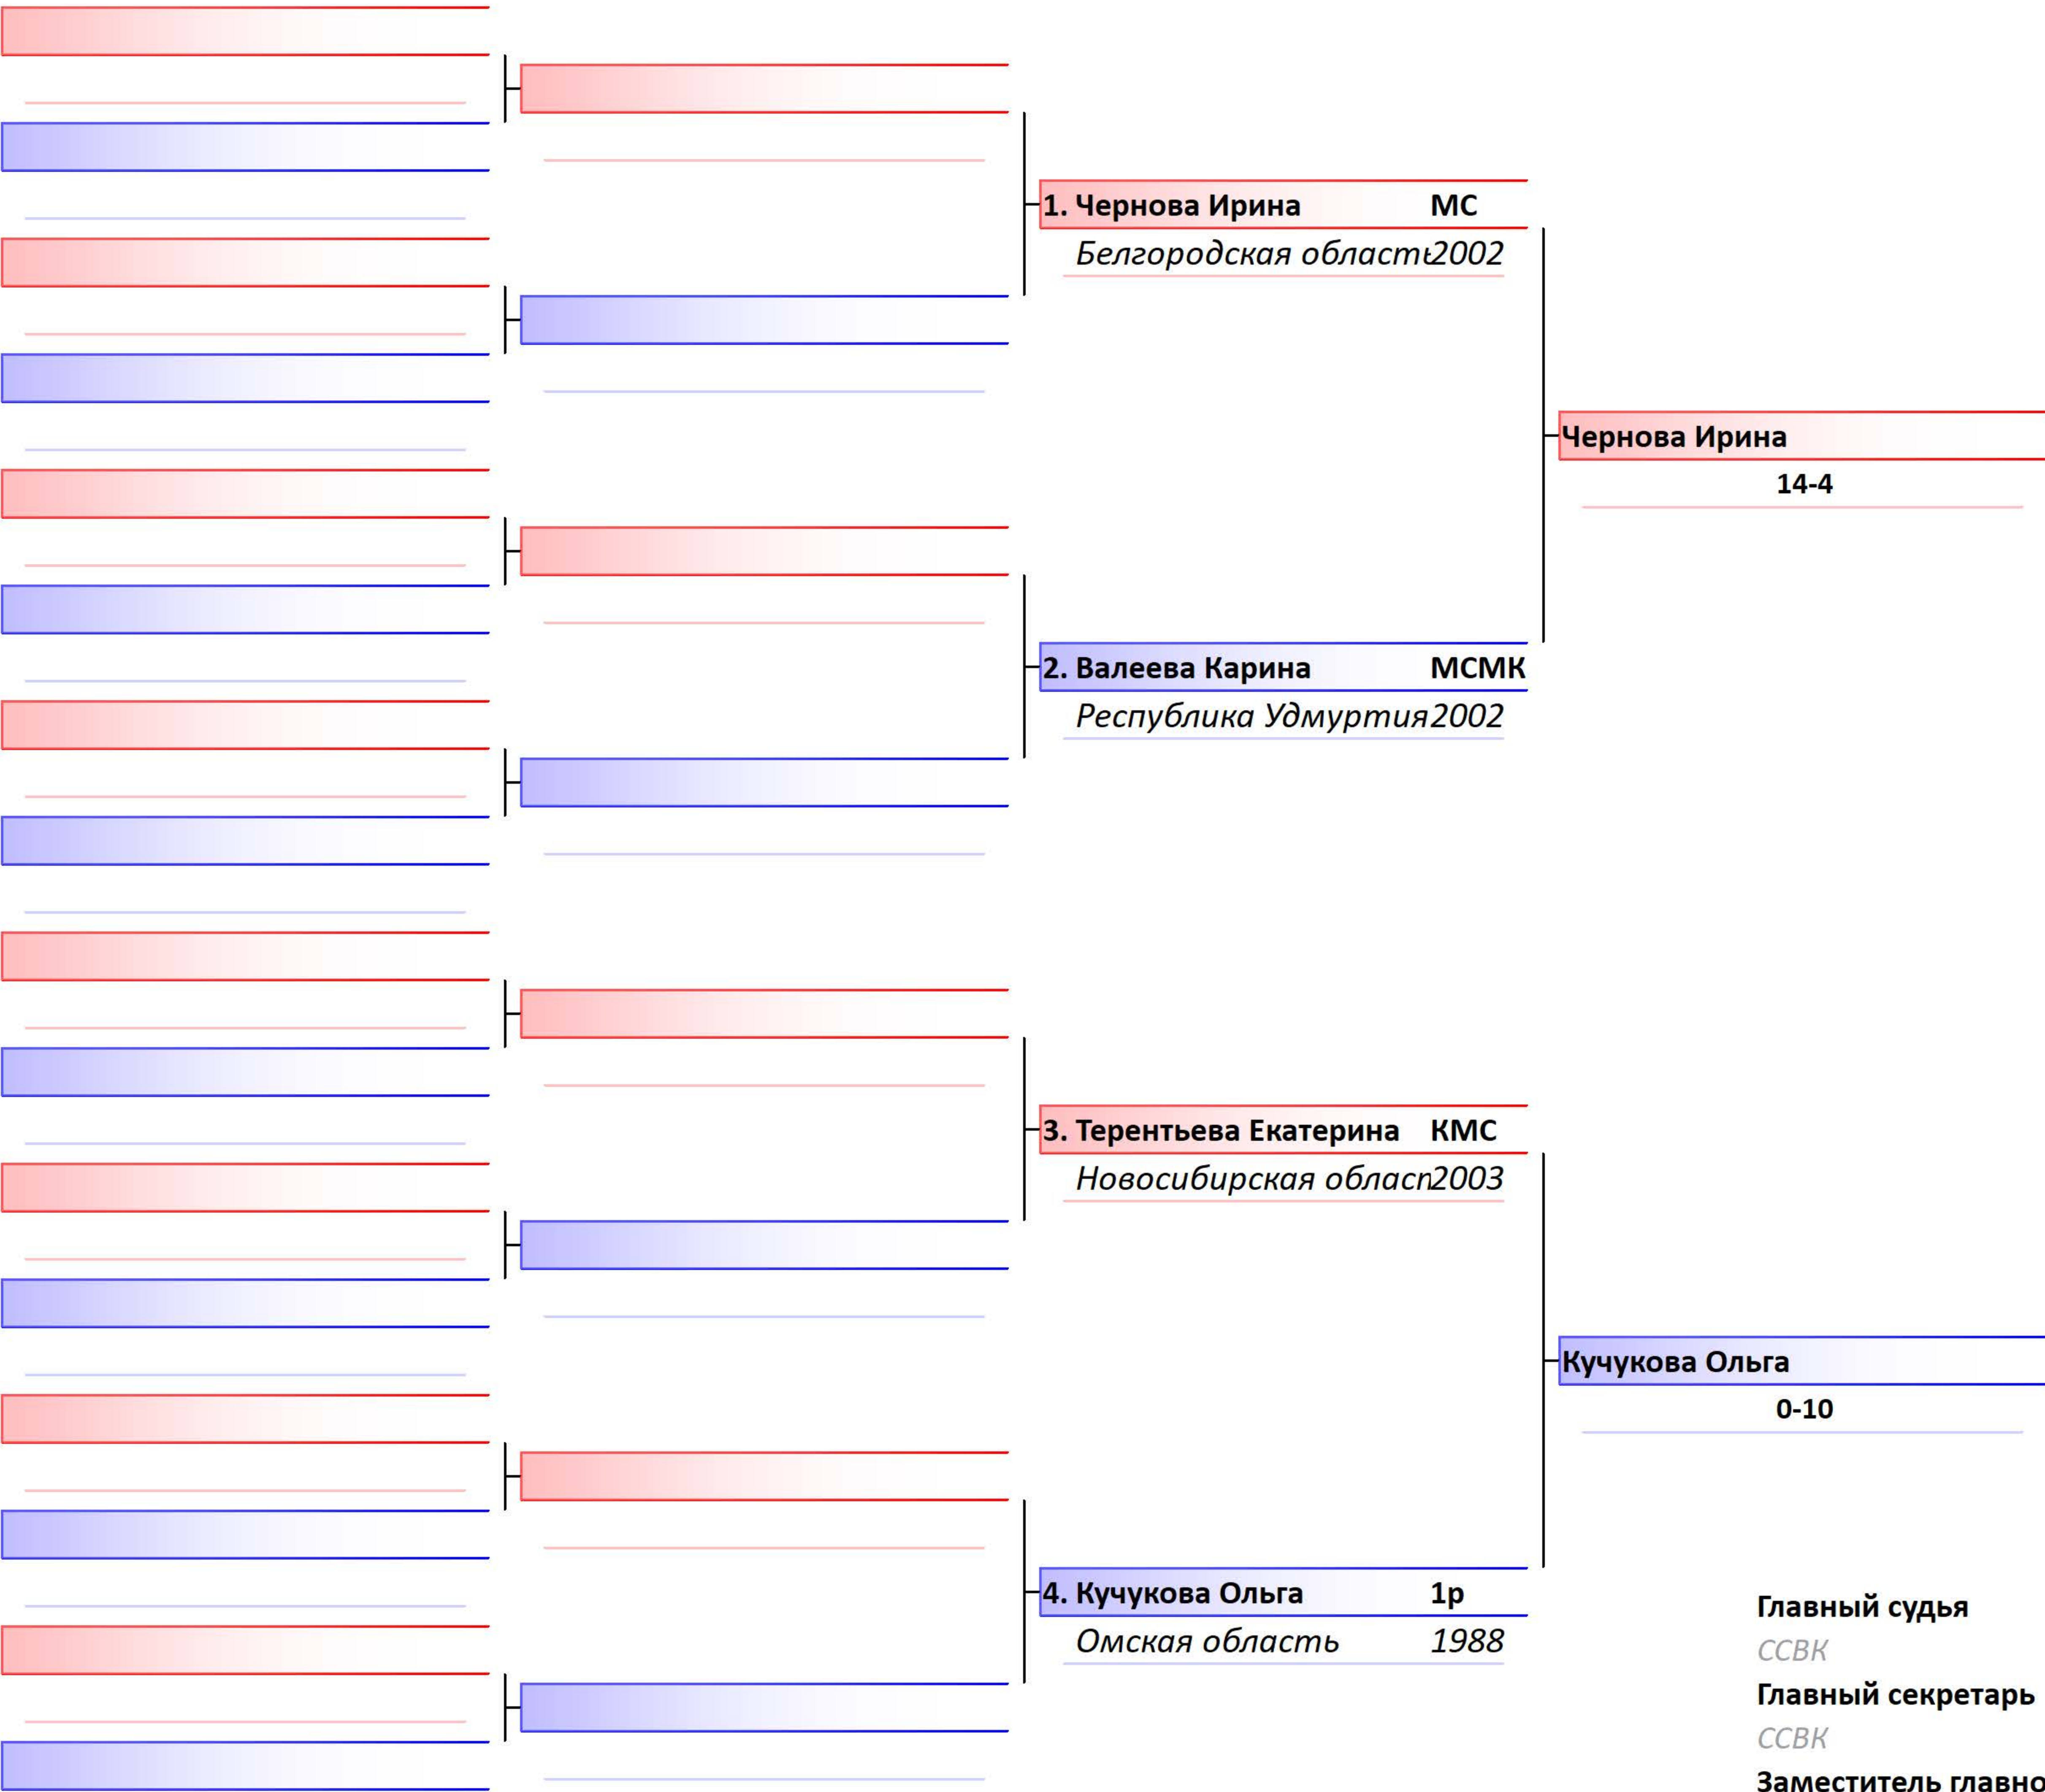 1. Чернова Ирина МС
Белгородская область 2002
Чернова Ирина
14-4
2. Валеева Карина МСМК
Республика Удмуртия 2002
3. Терентьева Екатерина КМС
Новосибирская 2003
Кучукова Ольга
0-10
4. Кучукова Ольга 1р
Омская область 1988
Главный судья
ССВК
Главный секретарь
ССВК
Заместитель